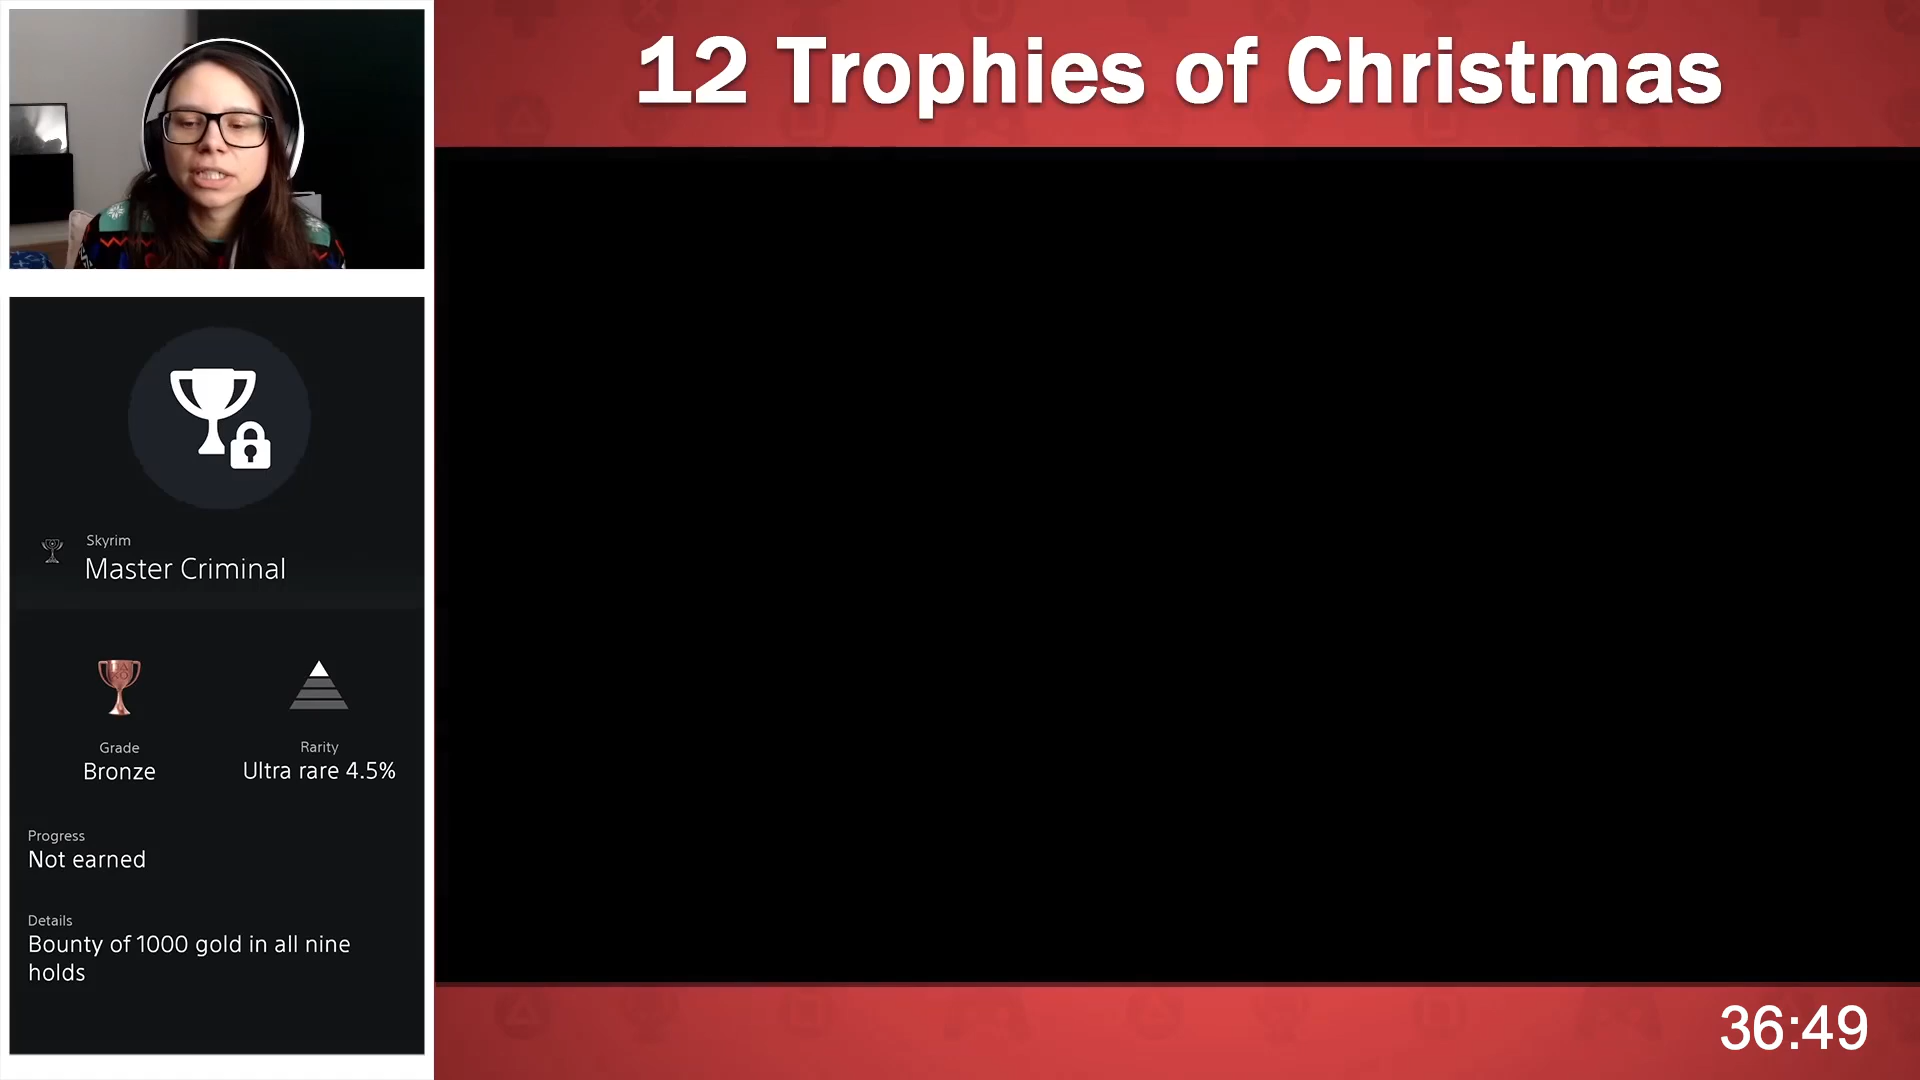 12 Trophies of Christmas
Skyrim
Master Criminal
Grade
Bronze
Rarity
Ultra rare 4.5%
Progress
Not earned
Details
Bounty of 1000 gold in all nine
holds
36:49